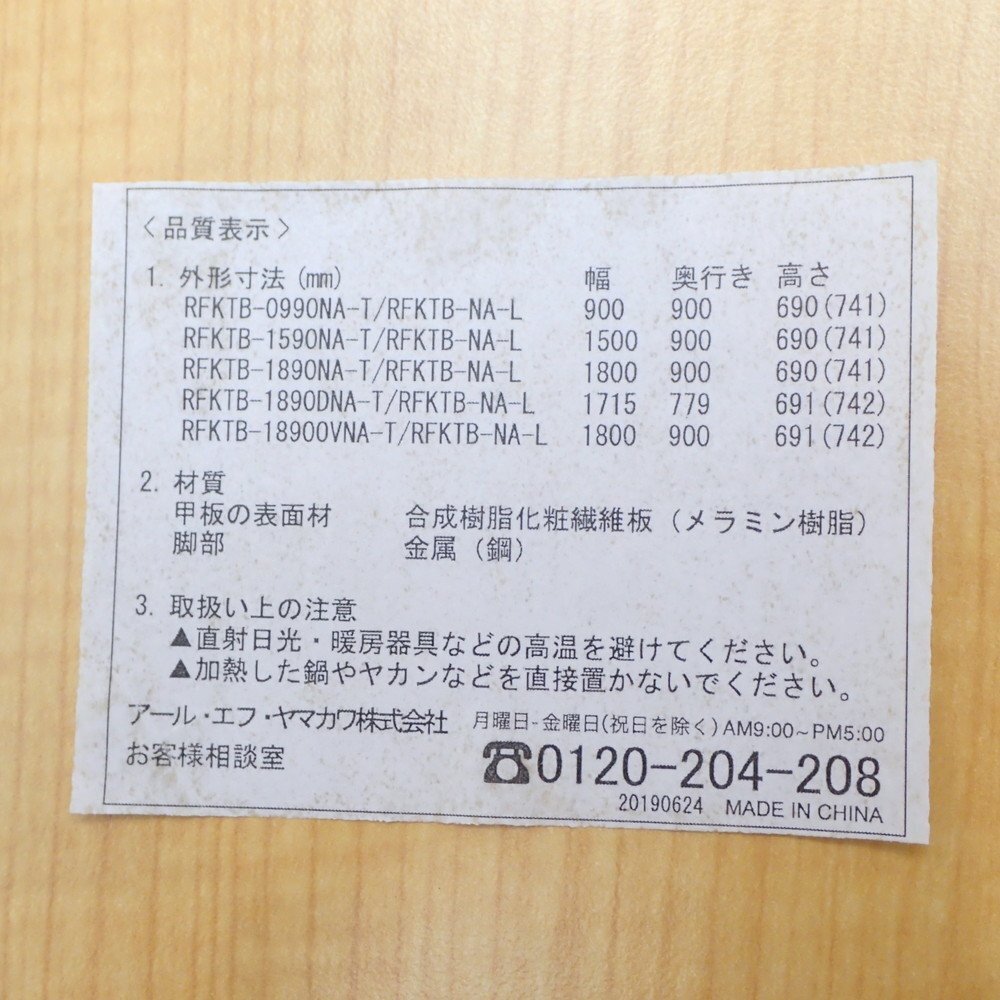 〈品質表示〉
1. 外形寸法(mm) 幅 奥行き 高さ
RFKTB-0990NA-T/RFKTB-NA-L 900 900 690(741)
RFKTB-1590NA-T/RFKTB-NA-L 1500 900 690(741)
RFKTB-1890NA-T/RFKTB-NA-L 1800 900 690(741)
RFKTB-1890DNA-T/RFKTB-NA-L 1715 779 691(742)
RFKTB-1890OVNA-T/RFKTB-NA-L 1800 900 691(742)
2. 材質
甲板の表面材 合成樹脂化粧繊維板(メラミン樹脂)
脚部 金属(鋼)
3. 取扱い上の注意
▲直射日光・暖房器具などの高温を避けてください。
▲加熱した鍋やヤカンなどを直接置かないでください。
アール・エフ・ヤマカワ株式会社 月曜日-金曜日(祝日を除く)AM9:00~PM5:00
お客様相談室 ☎0120-204-208
20190624 MADE IN CHINA